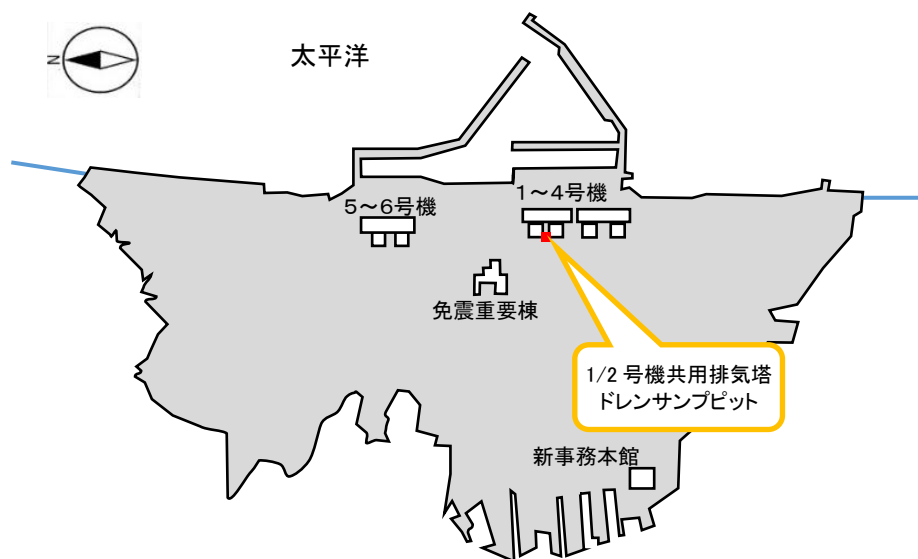 N
太平洋
5～6号機
1～4号機
免震重要棟
1/2 号機共用排気塔
ドレンサンプピット
新事務本館